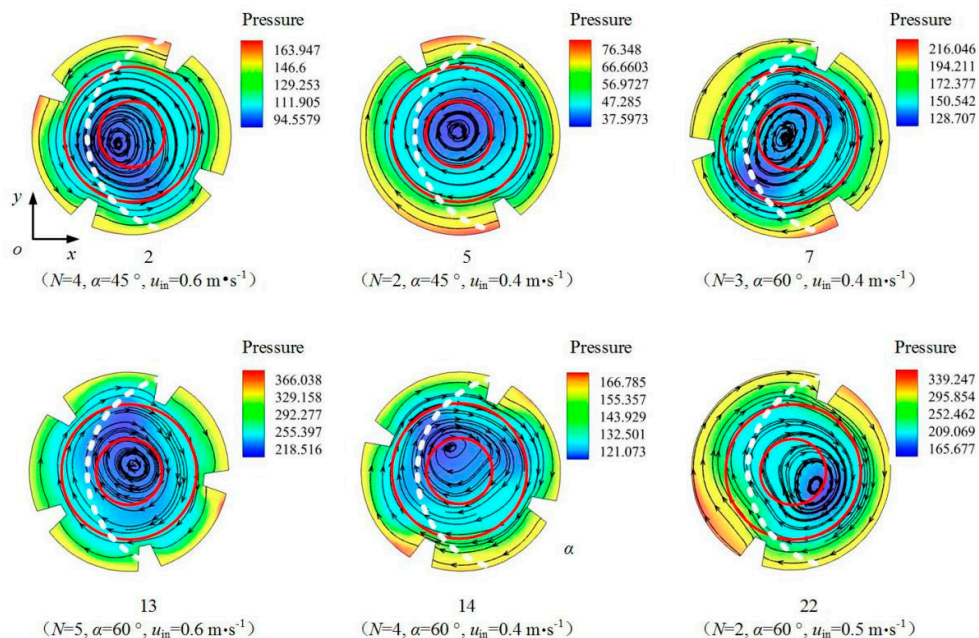 Pressure
163.947
146.6
129.253
111.905
94.5579
Pressure
76.348
66.6603
56.9727
47.285
37.5973
Pressure
216.046
194.211
172.377
150.542
128.707
y
o
x
2
(N=4, α=45 °, uin=0.6 m•s-1)
5
(N=2, α=45°, uin=0.4 m·s-1)
7
(N=3, α=60 °, uin=0.4 m·s-1)
Pressure
366.038
329.158
292.277
255.397
218.516
Pressure
166.785
155.357
143.929
132.501
121.073
Pressure
339.247
295.854
252.462
209.069
165.677
α
13
(N=5, α=60 °, uin=0.6 m·s-1)
14
(N=4, α=60 °, uin=0.4 m·s-1)
22
(N=2, α=60 °, uin=0.5 m·s-1)